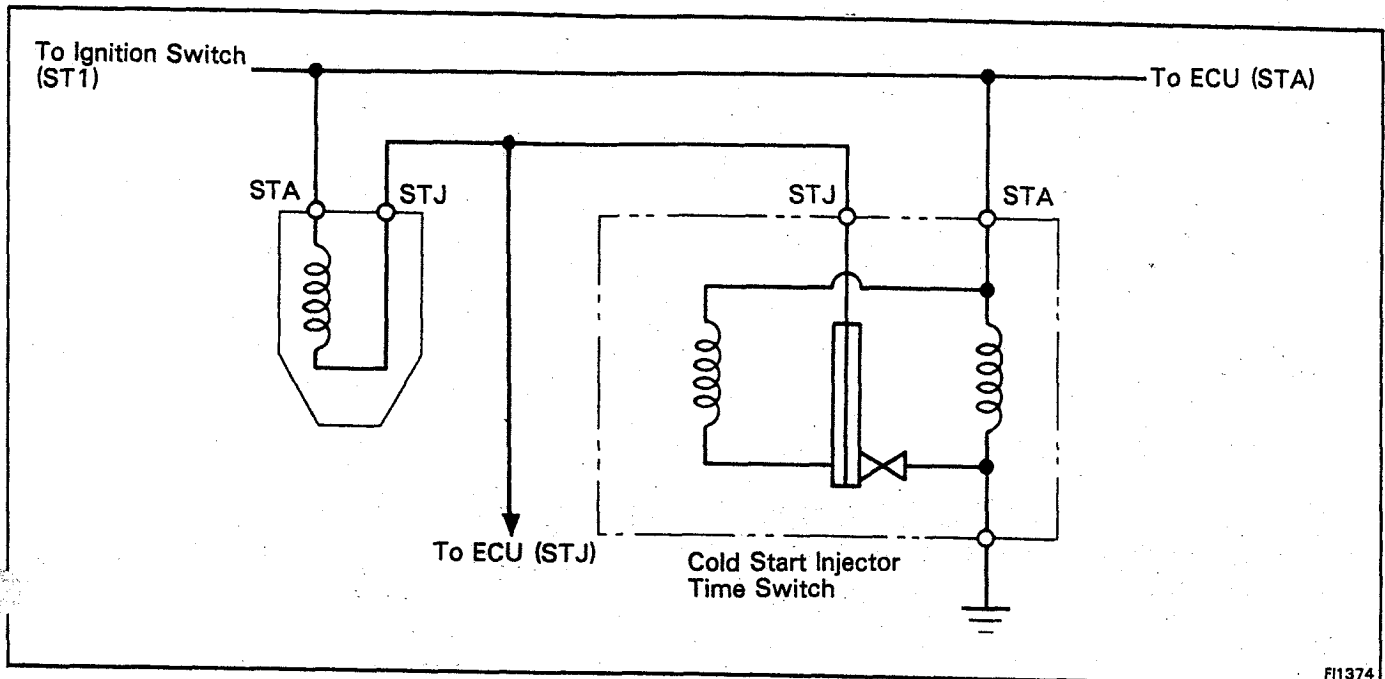 To Ignition Switch
(ST1)
To ECU (STA)
STA
STJ
STJ
STA
To ECU (STJ)
Cold Start Injector
Time Switch
FI1374